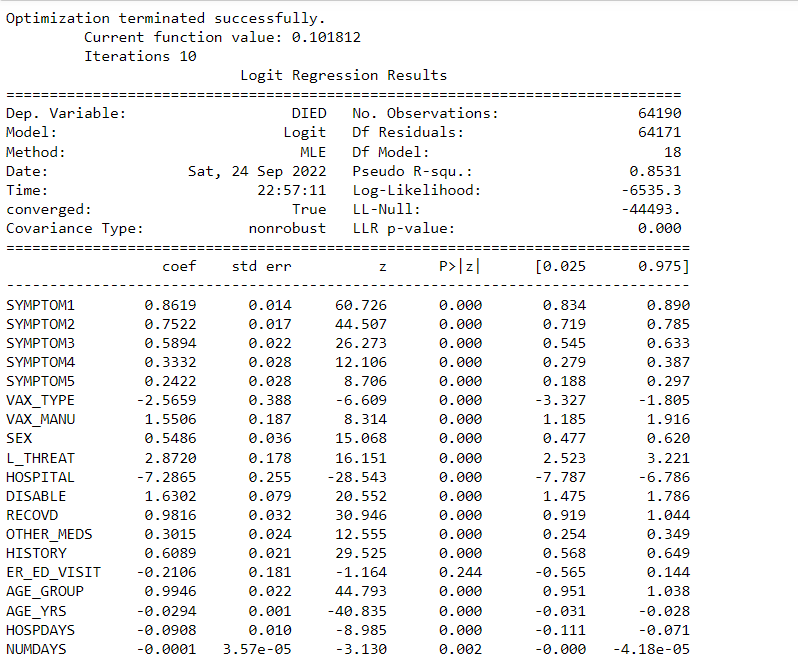 Optimization terminated successfully.
         Current function value: 0.101812
         Iterations 10
                           Logit Regression Results
==============================================================================
Dep. Variable:                   DIED   No. Observations:                64190
Model:                          Logit   Df Residuals:                    64171
Method:                           MLE   Df Model:                           18
Date:                Sat, 24 Sep 2022   Pseudo R-squ.:                  0.8531
Time:                        22:57:11   Log-Likelihood:                -6535.3
converged:                       True   LL-Null:                       -44493.
Covariance Type:            nonrobust   LLR p-value:                     0.000
===============================================================================
                  coef    std err          z      P>|z|      [0.025      0.975]
-------------------------------------------------------------------------------
SYMPTOM1        0.8619      0.014     60.726      0.000       0.834       0.890
SYMPTOM2        0.7522      0.017     44.507      0.000       0.719       0.785
SYMPTOM3        0.5894      0.022     26.273      0.000       0.545       0.633
SYMPTOM4        0.3332      0.028     12.106      0.000       0.279       0.387
SYMPTOM5        0.2422      0.028      8.706      0.000       0.188       0.297
VAX_TYPE       -2.5659      0.388     -6.609      0.000      -3.327      -1.805
VAX_MANU        1.5506      0.187      8.314      0.000       1.185       1.916
SEX             0.5486      0.036     15.068      0.000       0.477       0.620
L_THREAT        2.8720      0.178     16.151      0.000       2.523       3.221
HOSPITAL       -7.2865      0.255    -28.543      0.000      -7.787      -6.786
DISABLE         1.6302      0.079     20.552      0.000       1.475       1.786
RECOVD          0.9816      0.032     30.946      0.000       0.919       1.044
OTHER_MEDS      0.3015      0.024     12.555      0.000       0.254       0.349
HISTORY         0.6089      0.021     29.525      0.000       0.568       0.649
ER_ED_VISIT    -0.2106      0.181     -1.164      0.244      -0.565       0.144
AGE_GROUP       0.9946      0.022     44.793      0.000       0.951       1.038
AGE_YRS        -0.0294      0.001    -40.835      0.000      -0.031      -0.028
HOSPDAYS       -0.0908      0.010     -8.985      0.000      -0.111      -0.071
NUMDAYS        -0.0001   3.57e-05     -3.130      0.002      -0.000   -4.18e-05